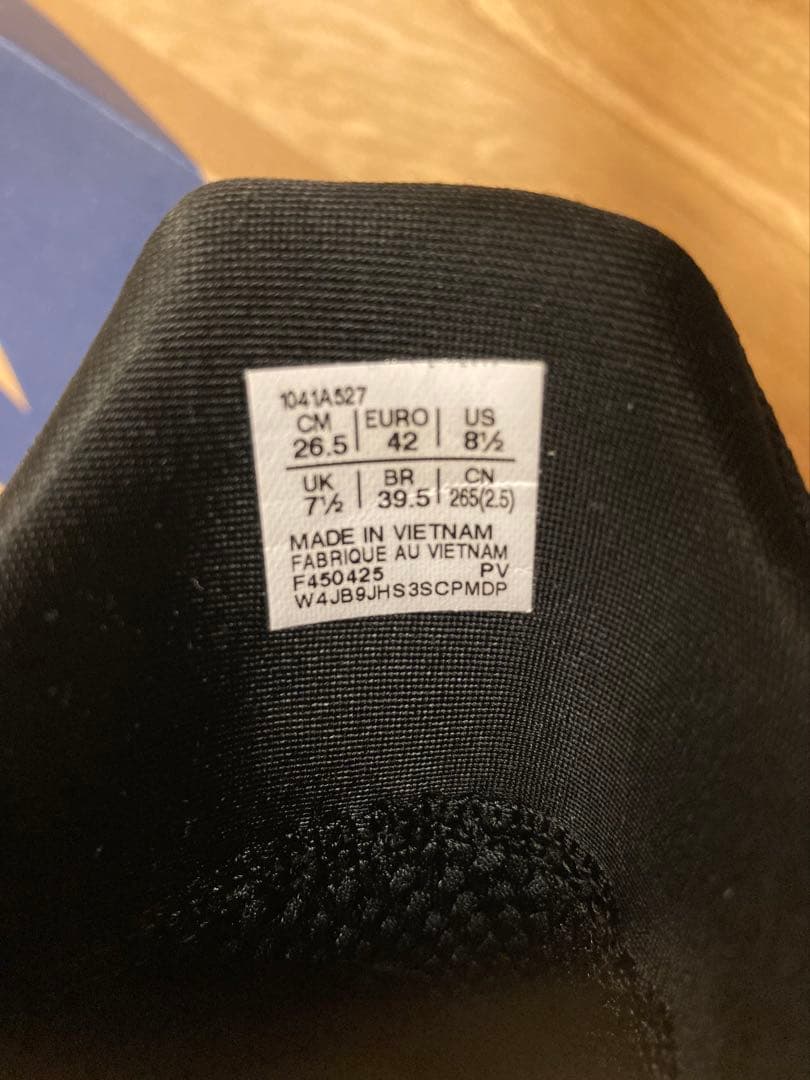 1041A527
CM | EURO | US
26.5 | 42 | 8½
UK | BR | CN
7½ | 39.5 | 265(2.5)
MADE IN VIETNAM
FABRIQUE AU VIETNAM
F450425 PV
W4JB9JHS3SCPMDP